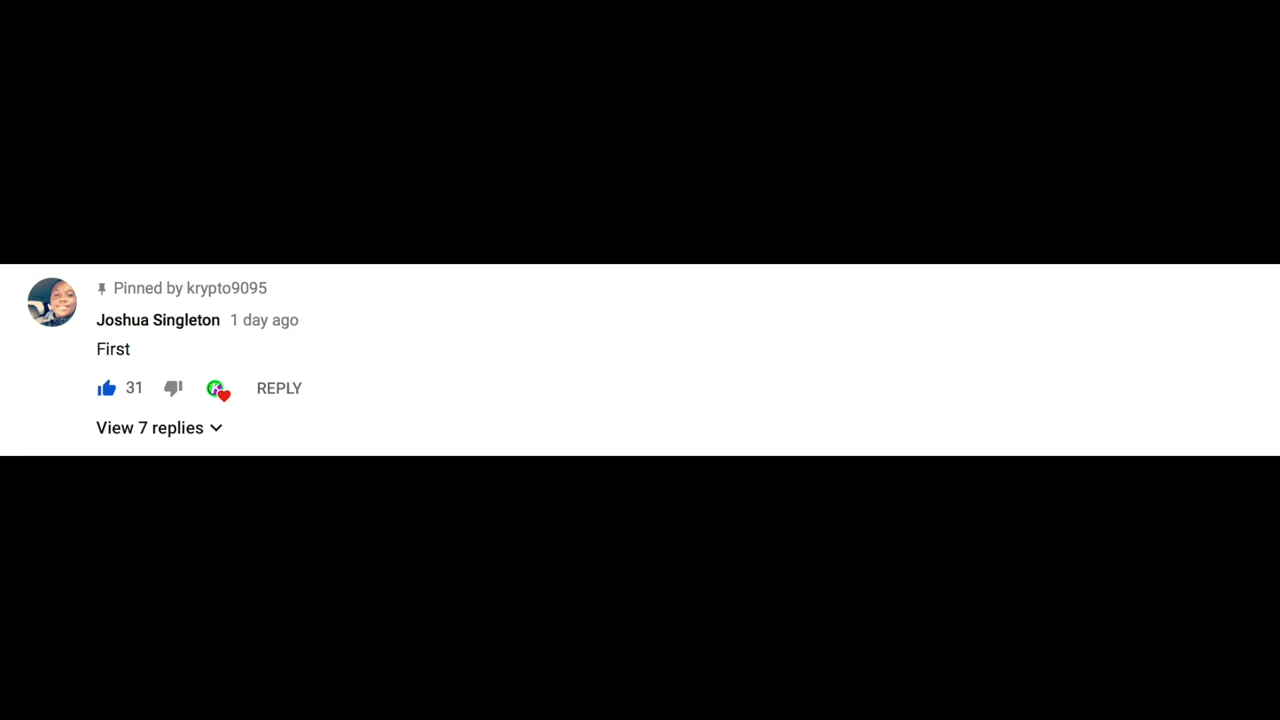 Pinned by krypto9095
Joshua Singleton 1 day ago
First
31 REPLY
View 7 replies